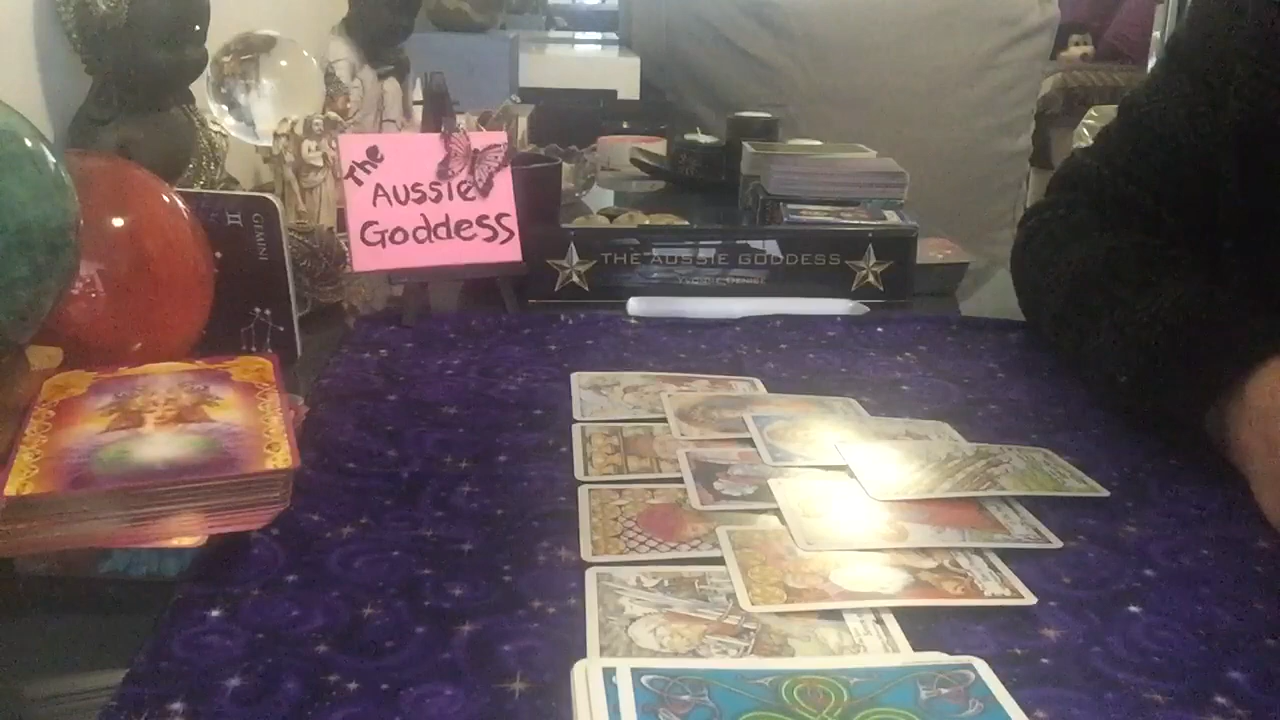 The
Aussie
Goddess
THE AUSSIE GODDESS
GEMINI